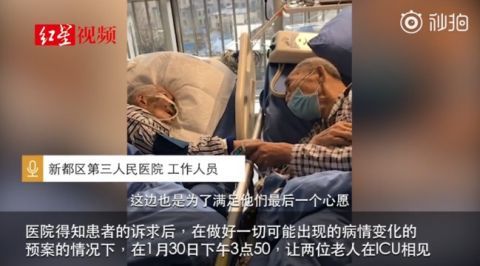 红星视频
秒拍
新都区第三人民医院 工作人员
这边也是为了满足他们最后一个心愿
医院得知患者的诉求后，在做好一切可能出现的病情变化的
预案的情况下，在1月30日下午3点50，让两位老人在ICU相见